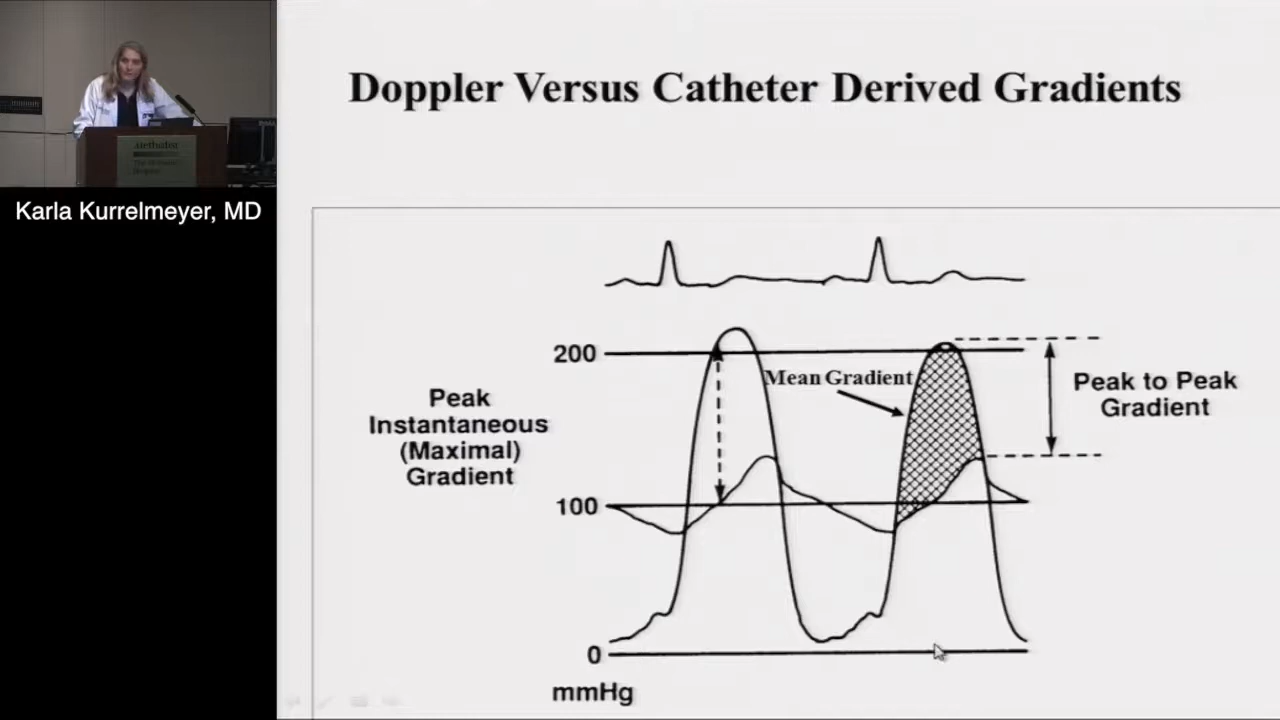 Doppler Versus Catheter Derived Gradients
Methodist
Karla Kurrelmeyer, MD
200
Mean Gradient
Peak to Peak
Gradient
Peak
Instantaneous
(Maximal)
Gradient
100
0
mmHg